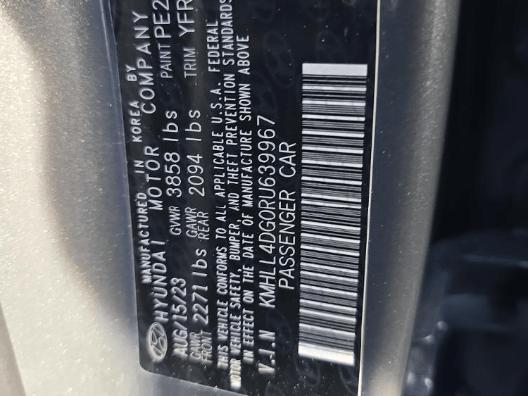 MANUFACTURED IN KOREA BY
HYUNDAI MOTOR COMPANY
AUG/15/23 GVWR 3858 lbs PAINT PE2
GAWR FRONT 2271 lbs GAWR REAR 2094 lbs TRIM YFR
THIS VEHICLE CONFORMS TO ALL APPLICABLE U.S.A. FEDERAL
MOTOR VEHICLE SAFETY, BUMPER, AND THEFT PREVENTION STANDARDS
IN EFFECT ON THE DATE OF MANUFACTURE SHOWN ABOVE
V.I.N KMHLL4DG0RU639967
PASSENGER CAR